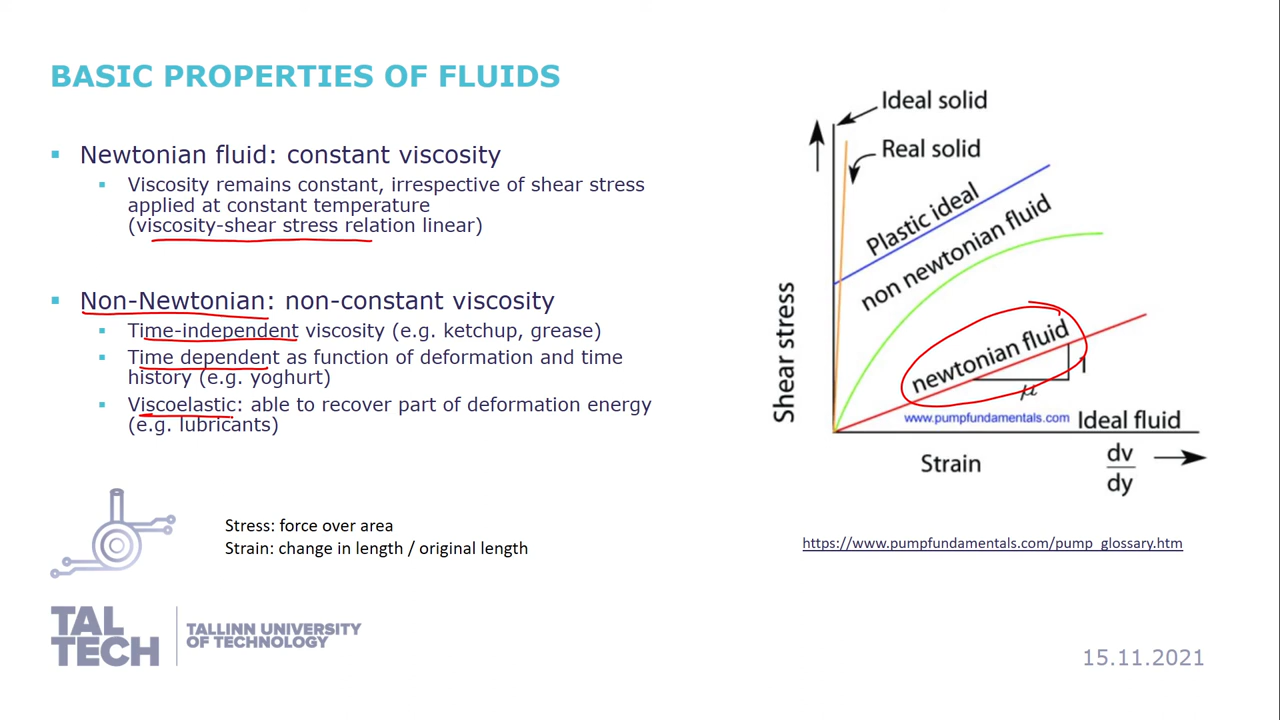 BASIC PROPERTIES OF FLUIDS
Newtonian fluid: constant viscosity
Viscosity remains constant, irrespective of shear stress
applied at constant temperature
(viscosity-shear stress relation linear)
Non-Newtonian: non-constant viscosity
Time-independent viscosity (e.g. ketchup, grease)
Time dependent as function of deformation and time
history (e.g. yoghurt)
Viscoelastic: able to recover part of deformation energy
(e.g. lubricants)
Stress: force over area
Strain: change in length / original length
TAL
TECH
TALLINN UNIVERSITY
OF TECHNOLOGY
Ideal solid
Real solid
Plastic ideal
non newtonian fluid
newtonian fluid
1
μ
www.pumpfundamentals.com
Ideal fluid
Shear stress
Strain
dv
dy
https://www.pumpfundamentals.com/pump_glossary.htm
15.11.2021